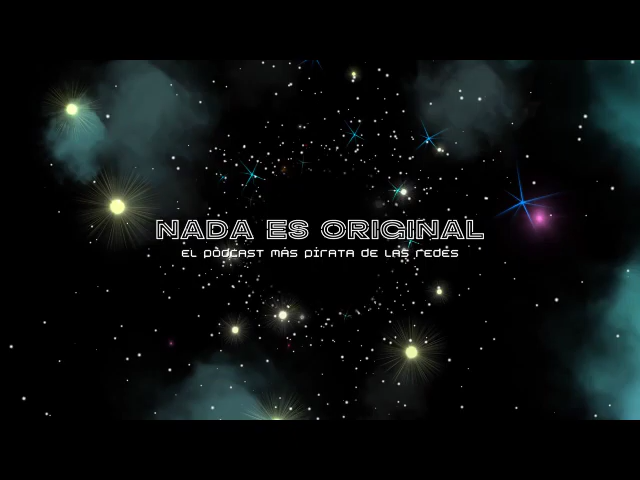 NADA ES ORIGINAL
EL PODCAST MÁS PIRATA DE LAS REDES